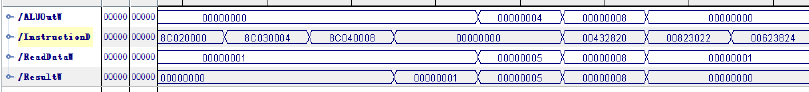 /ALUOutW 00000 00000 00000000 00000004 00000008 00000000
/InstructionD 00000 00000 8C020000 8C030004 8C040008 00000000 00432820 00823022 00623824
/ReadDataW 00000 00000 00000001 00000005 00000008 00000001
/ResultW 00000 00000 00000000 00000001 00000005 00000008 00000000